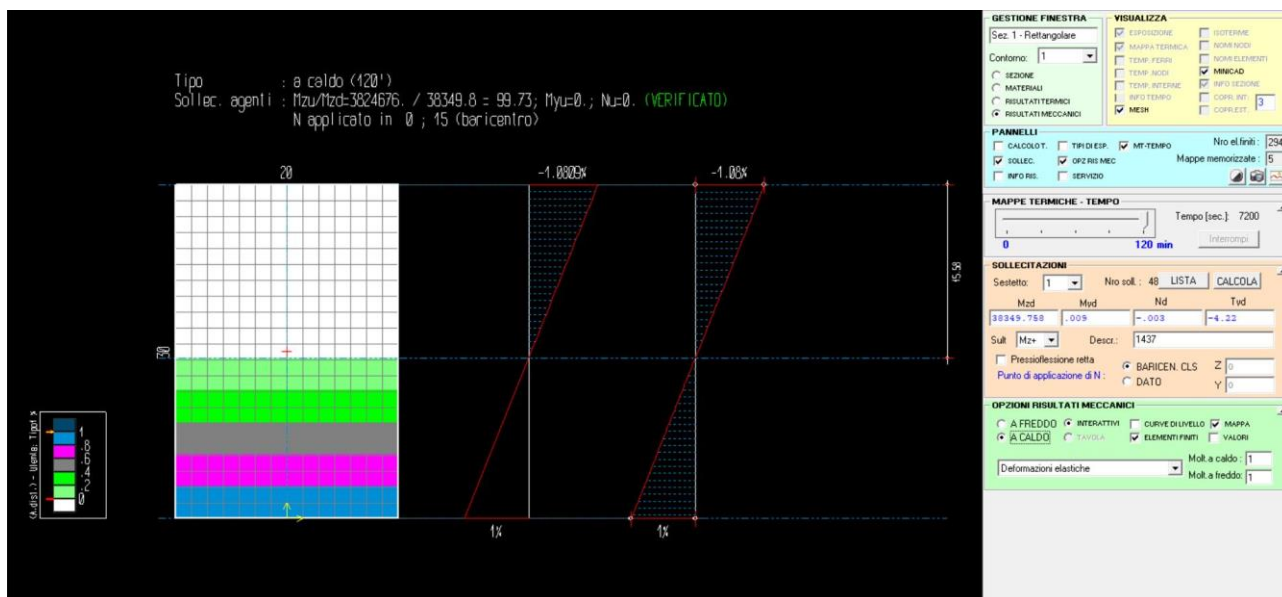 Tipo : a caldo (120')
Sollec. agenti : Mzu/Mzd=3824676. / 38349.8 = 99.73; Myu=0.; Nu=0. (VERIFICATO)
N applicato in 0 ; 15 (baricentro)
20
-1.0809%
-1.08%
15.58
30
1%
1%
1
.8
.6
.4
.2
0
GESTIONE FINESTRA
Sez. 1 - Rettangolare
Contorno: 1
SEZIONE
MATERIALI
RISULTATI TERMICI
RISULTATI MECCANICI
VISUALIZZA
ESPOSIZIONE
ISOTERME
MAPPA TERMICA
NOMI NODI
TEMP. FERRI
NOMI ELEMENTI
TEMP. NODI
MINICAD
TEMP. INTERNE
INFO SEZIONE
INFO TEMPO
COPR. INT:
3
MESH
COPR.EST:
PANNELLI
CALCOLO T.
TIPI DI ESP.
MT-TEMPO
Nro el.finiti : 294
SOLLEC.
OPZ RIS MEC
Mappe memorizzate : 5
INFO RIS.
SERVIZIO
MAPPE TERMICHE - TEMPO
Tempo [sec.]: 7200
0
120 min
Interrompi
SOLLECITAZIONI
Sestetto: 1
Nro soll. : 48
LISTA
CALCOLA
Mzd Myd Nd Tyd
38349.758 .009 -.003 -4.22
Sult Mz+
Descr.: 1437
Pressoflessione retta
Punto di applicazione di N :
BARICEN. CLS
Z 0
DATO
Y 0
OPZIONI RISULTATI MECCANICI
A FREDDO
INTERATTIVI
CURVE DI LIVELLO
MAPPA
A CALDO
TAVOLA
ELEMENTI FINITI
VALORI
Deformazioni elastiche
Molt.a caldo : 1
Molt.a freddo: 1